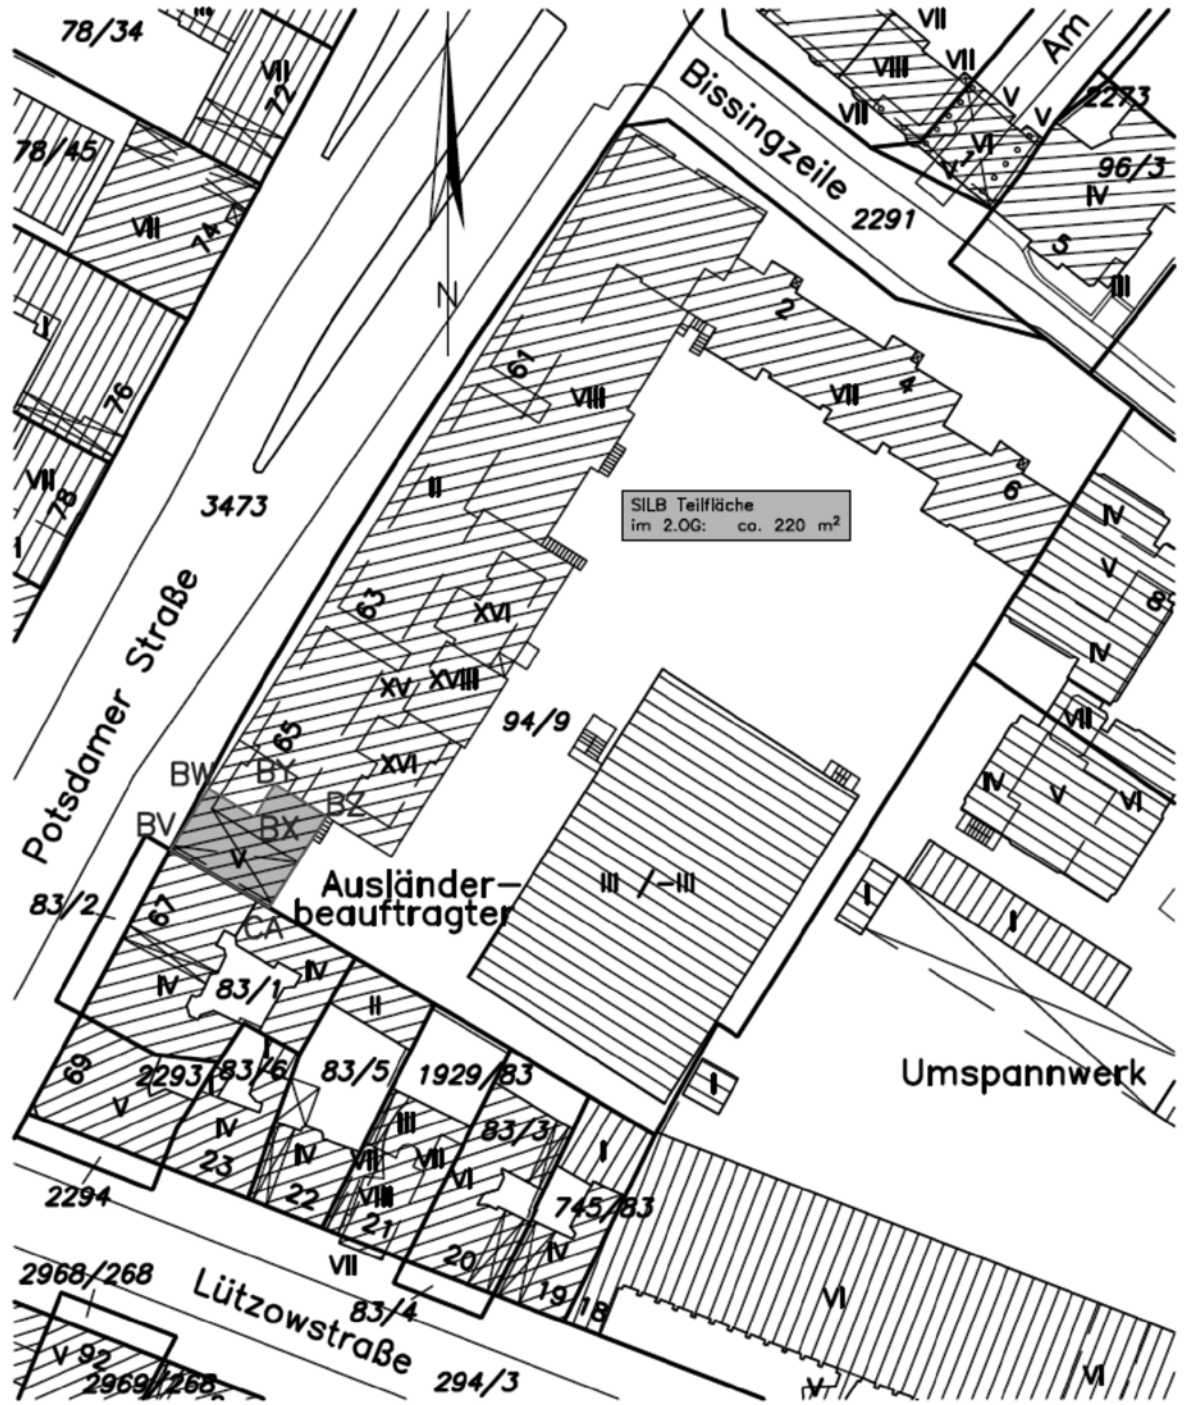 78/34
III
VII
72
78/45
VII
74
I
76
VII
78
I
N
3473
Potsdamer Straße
Bissingzeile
2291
VII
VIII
VII
VII
V
V
VI
V
Am
2273
96/3
IV
5
III
2
4
VII
6
61
VIII
II
SILB Teilfläche
im 2.OG: ca. 220 m²
63
XVI
XV
XVIII
65
XVI
94/9
BW
BY
BZ
BV
BX
V
CA
Ausländer-
beauftragter
III / -III
IV
V
8
IV
VII
IV
V
VI
I
I
I
Umspannwerk
83/2
67
IV
IV
83/1
II
69
2293
83/6
83/5
1929/83
V
IV
23
IV
22
III
VII
VII
VIII
21
VI
83/3
I
745/83
20
IV
19
18
2294
VII
83/4
2968/268
Lützowstraße
V 92
2969/268
294/3
VI
VI
V